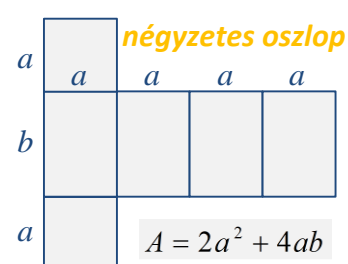 négyzetes oszlop
a
a a a a
b
a
A = 2a² + 4ab